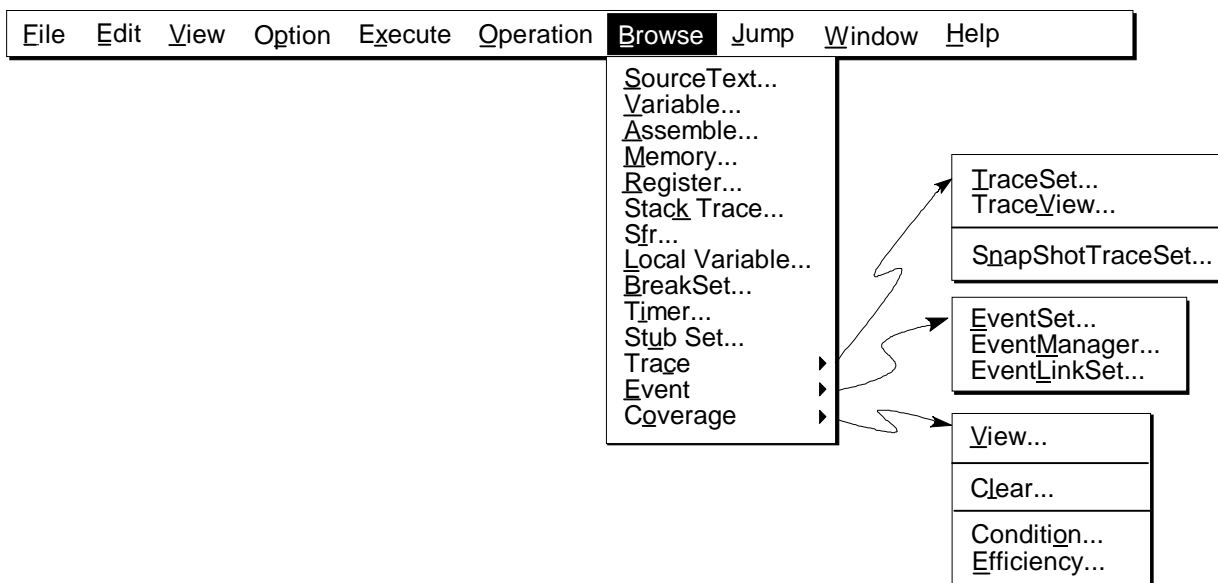 File Edit View Option Execute Operation Browse Jump Window Help
SourceText...
Variable...
Assemble...
Memory...
Register...
Stack Trace...
Sfr...
Local Variable...
BreakSet...
Timer...
Stub Set...
Trace
Event
Coverage
TraceSet...
TraceView...
SnapShotTraceSet...
EventSet...
EventManager...
EventLinkSet...
View...
Clear...
Condition...
Efficiency...